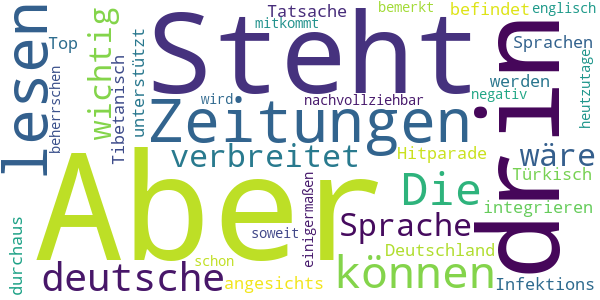 Tatsache
bemerkt
befindet
englisch
mitkommt
Top
Steht
Sprachen
drin
heutzutage
lesen
Wichtig
unterstützt
beherrschen
Tibetanisch
wird
nachvollziehbar
negativ
werden
Zeitungen
verbreitet
Hitparade
wäre
Aber
Die
Türkisch
integrieren
einigermaßen
Sprache
durchaus
soweit
Deutschland
deutsche
schon
angesichts
können
Infektions